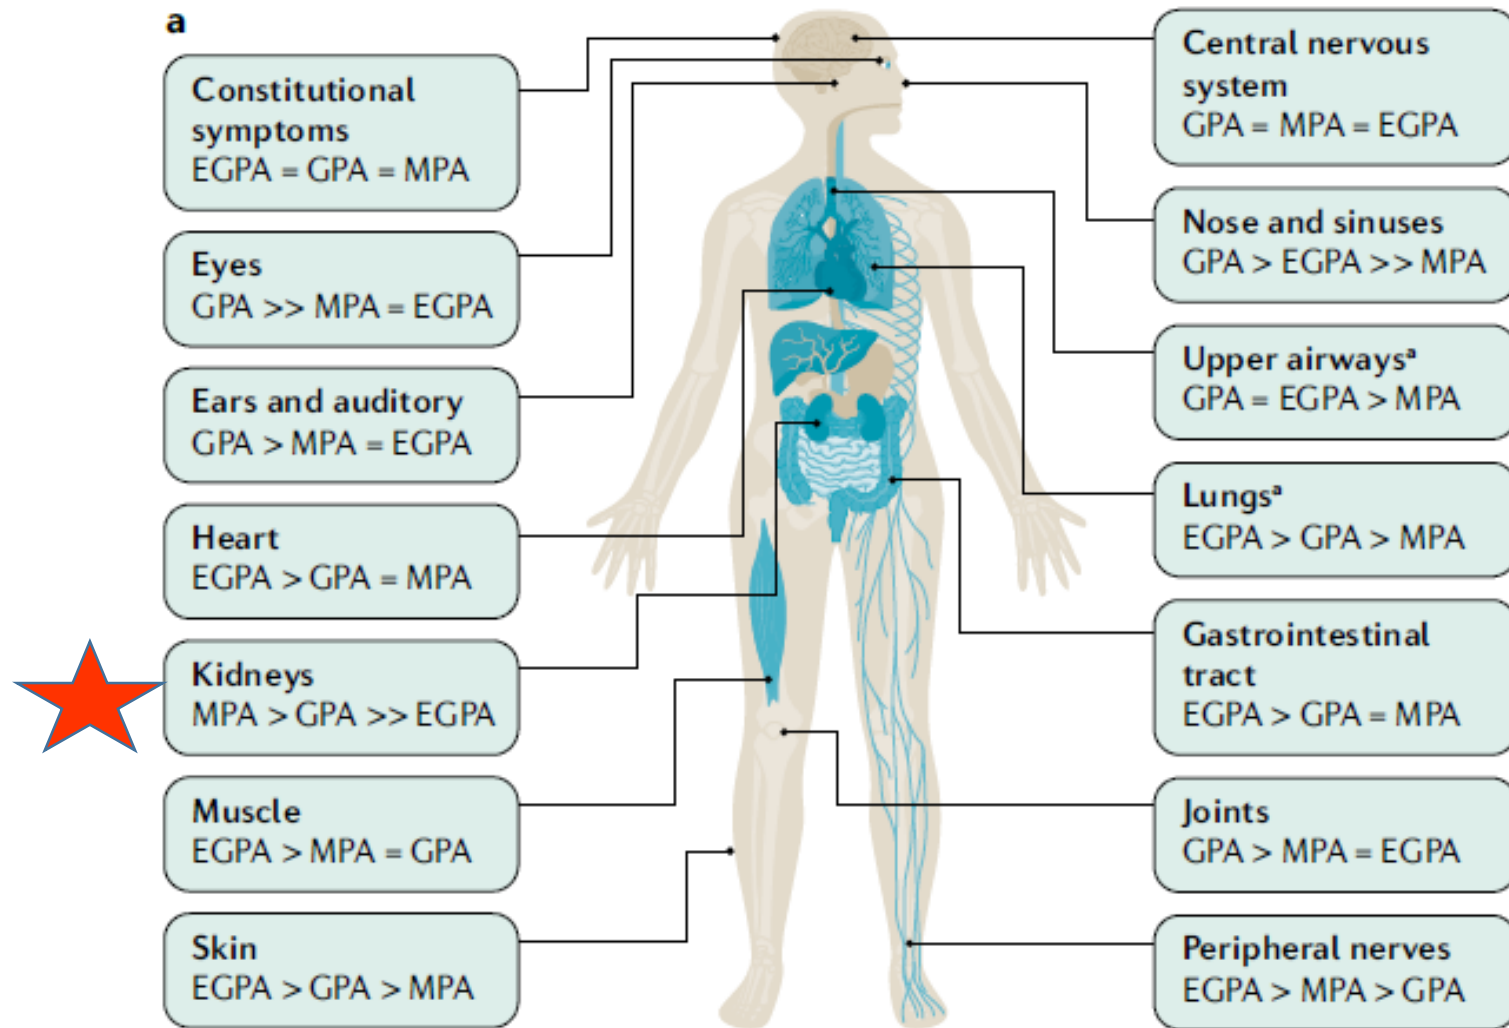 a
Constitutional
symptoms
EGPA = GPA = MPA
Eyes
GPA >> MPA = EGPA
Ears and auditory
GPA > MPA = EGPA
Heart
EGPA > GPA = MPA
Kidneys
MPA > GPA >> EGPA
Muscle
EGPA > MPA = GPA
Skin
EGPA > GPA > MPA
Central nervous
system
GPA = MPA = EGPA
Nose and sinuses
GPA > EGPA >> MPA
Upper airwaysᵃ
GPA = EGPA > MPA
Lungsᵃ
EGPA > GPA > MPA
Gastrointestinal
tract
EGPA > GPA = MPA
Joints
GPA > MPA = EGPA
Peripheral nerves
EGPA > MPA > GPA